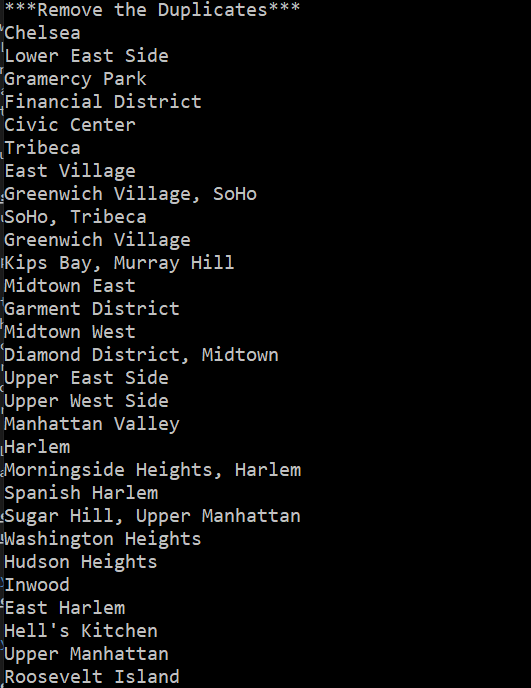 ***Remove the Duplicates***
Chelsea
Lower East Side
Gramercy Park
Financial District
Civic Center
Tribeca
East Village
Greenwich Village, SoHo
SoHo, Tribeca
Greenwich Village
Kips Bay, Murray Hill
Midtown East
Garment District
Midtown West
Diamond District, Midtown
Upper East Side
Upper West Side
Manhattan Valley
Harlem
Morningside Heights, Harlem
Spanish Harlem
Sugar Hill, Upper Manhattan
Washington Heights
Hudson Heights
Inwood
East Harlem
Hell's Kitchen
Upper Manhattan
Roosevelt Island